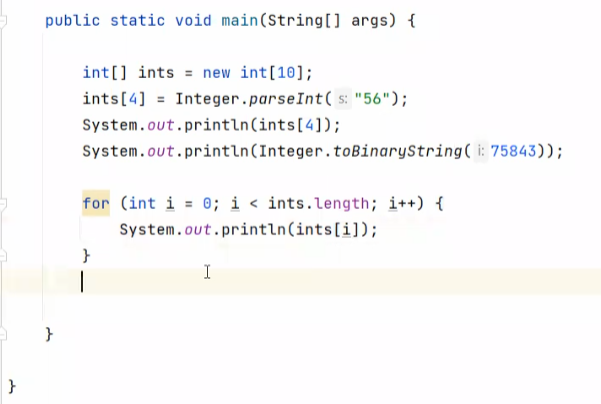 public static void main(String[] args) {
int[] ints = new int[10];
ints[4] = Integer.parseInt( s: "56");
System.out.println(ints[4]);
System.out.println(Integer.toBinaryString( i: 75843));
for (int i = 0; i < ints.length; i++) {
System.out.println(ints[i]);
}
}
}